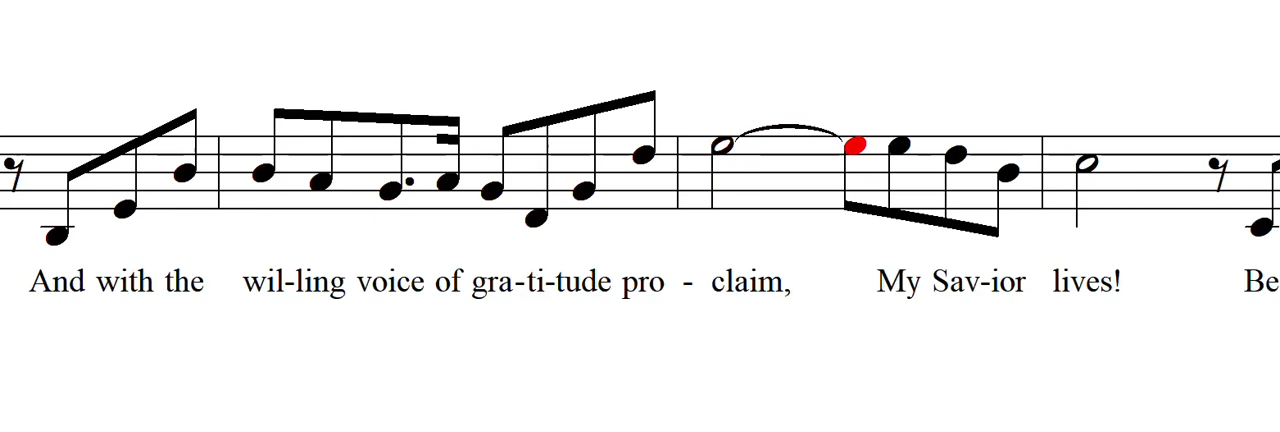 And with the wil-ling voice of gra-ti-tude pro - claim, My Sav-ior lives! Be